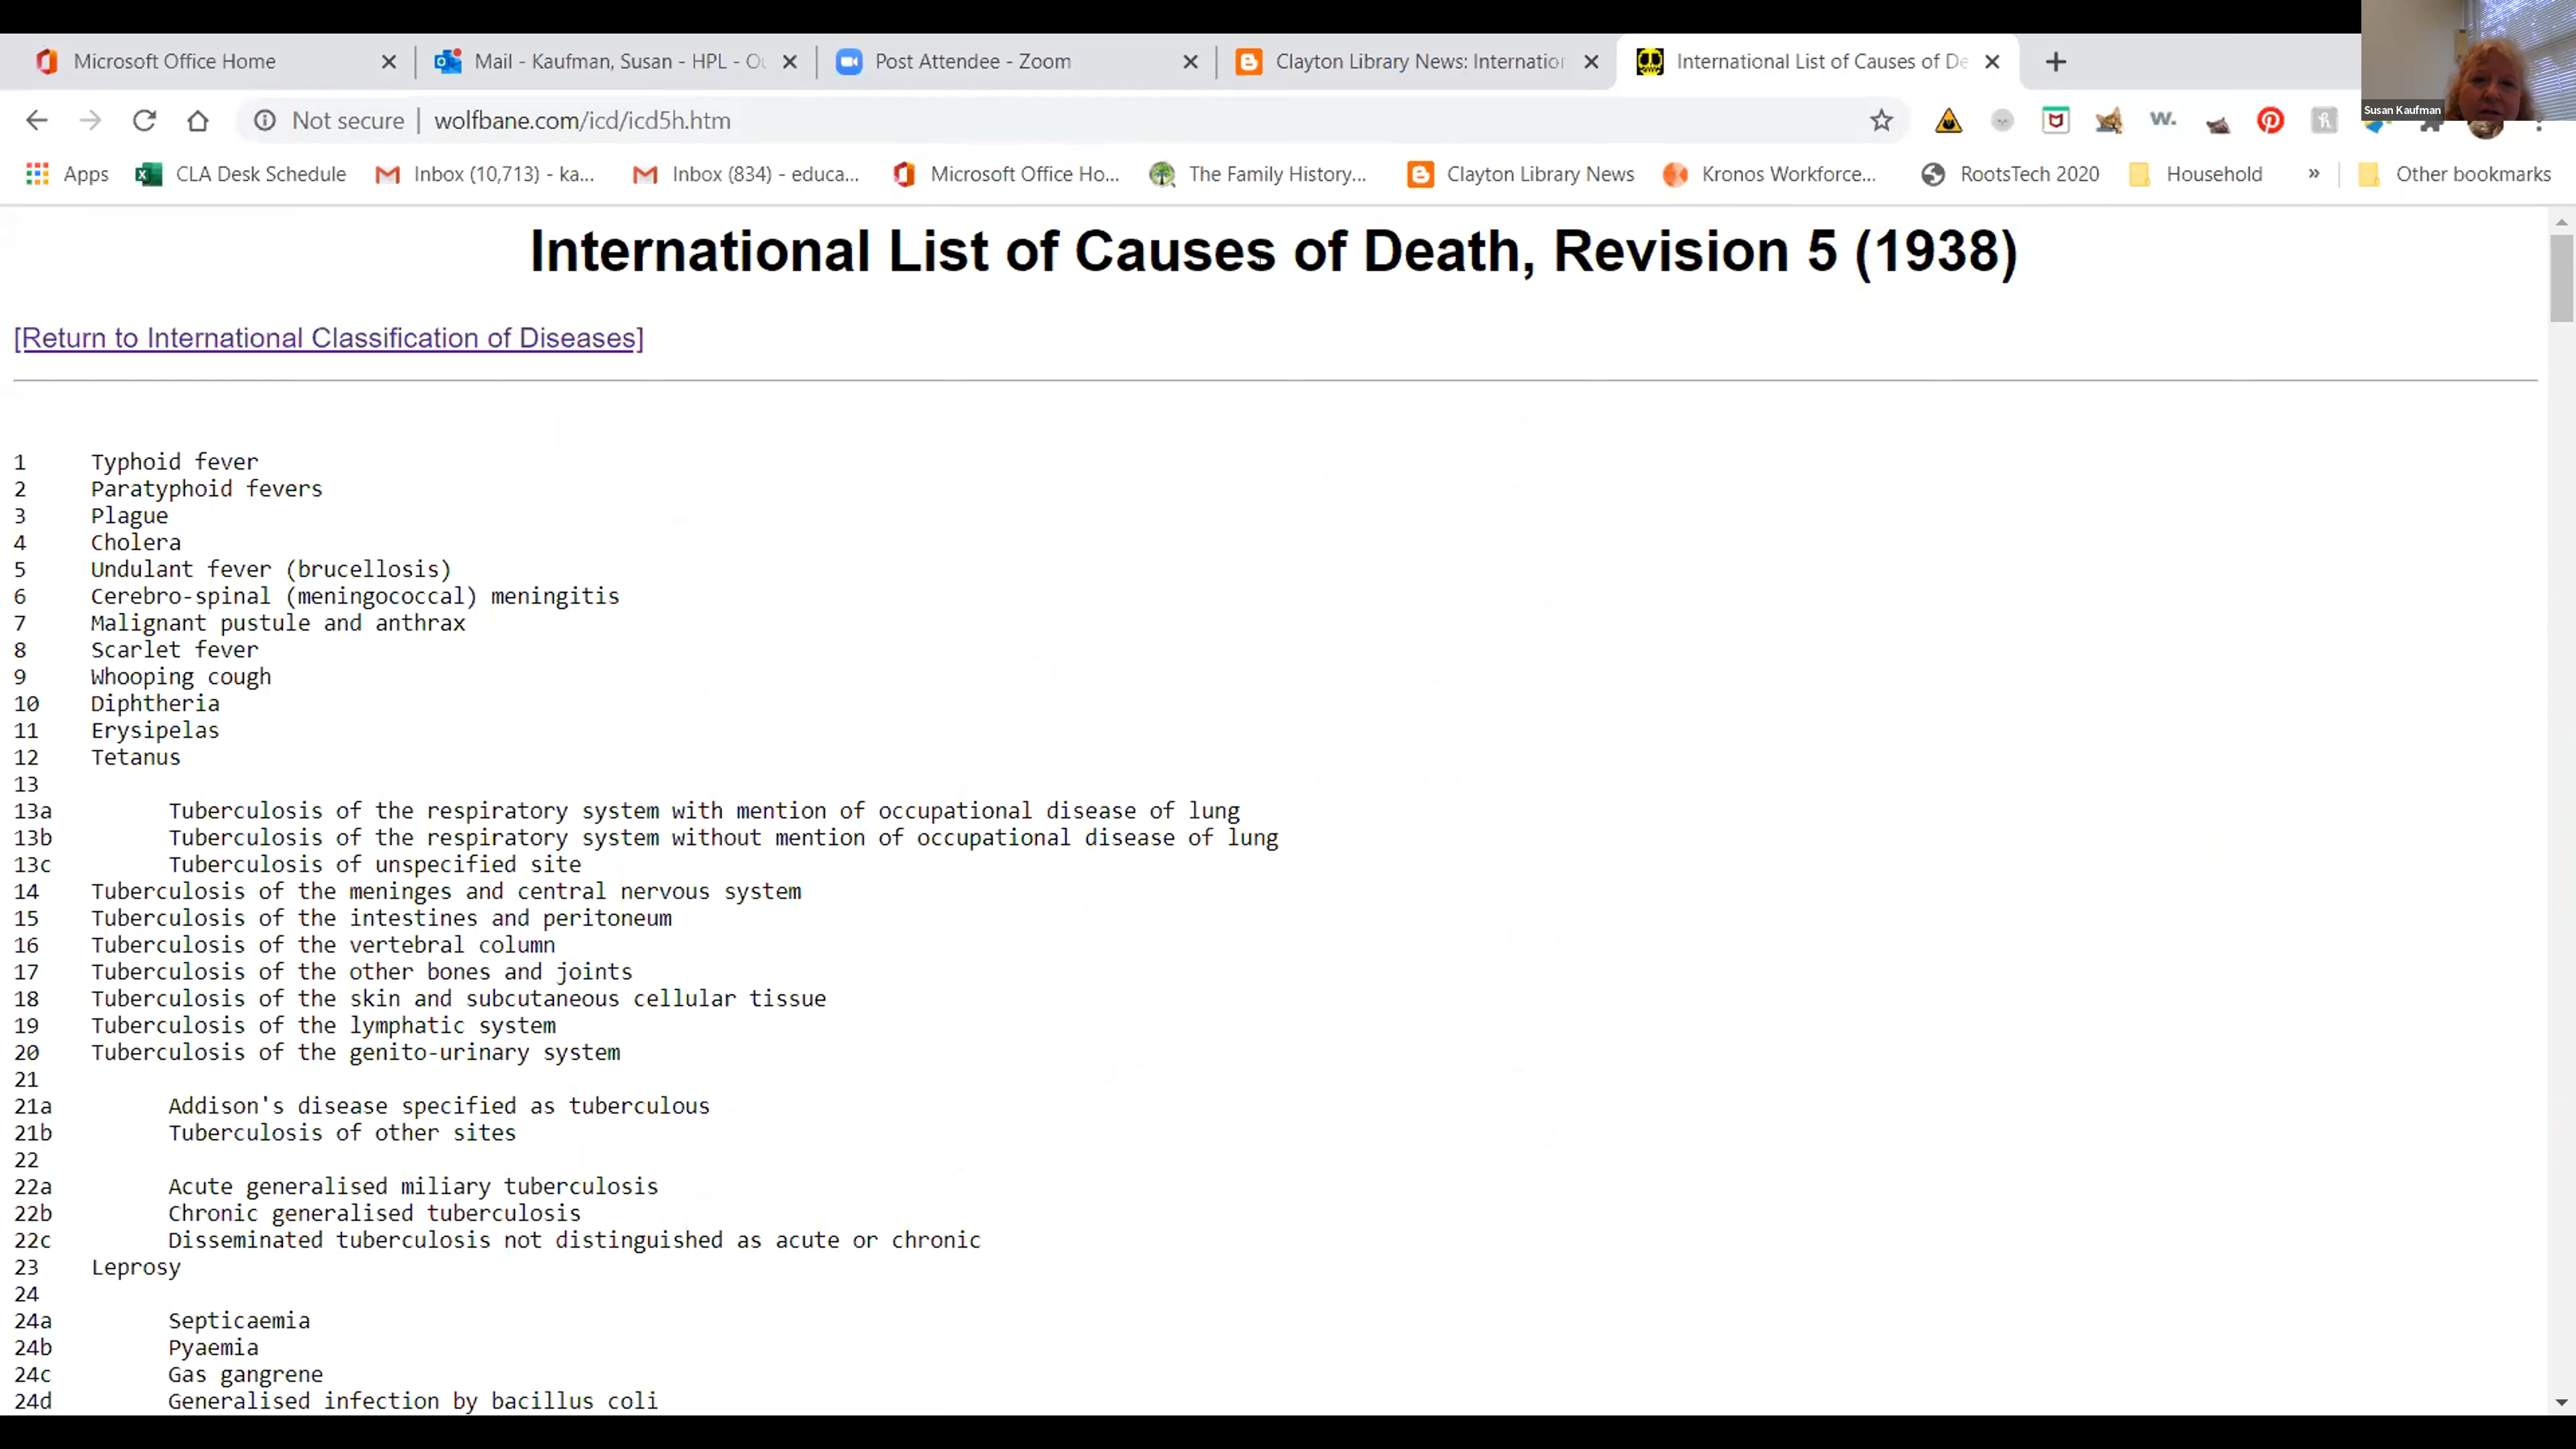 Microsoft Office Home
Mail - Kaufman, Susan - HPL - Ou
Post Attendee - Zoom
Clayton Library News: Internation
International List of Causes of De
Susan Kaufman
Not secure | wolfbane.com/icd/icd5h.htm
w.
Apps
CLA Desk Schedule
Inbox (10,713) - ka...
Inbox (834) - educa...
Microsoft Office Ho...
The Family History...
Clayton Library News
Kronos Workforce...
RootsTech 2020
Household
»
Other bookmarks
International List of Causes of Death, Revision 5 (1938)
[Return to International Classification of Diseases]
1 Typhoid fever
2 Paratyphoid fevers
3 Plague
4 Cholera
5 Undulant fever (brucellosis)
6 Cerebro-spinal (meningococcal) meningitis
7 Malignant pustule and anthrax
8 Scarlet fever
9 Whooping cough
10 Diphtheria
11 Erysipelas
12 Tetanus
13
13a Tuberculosis of the respiratory system with mention of occupational disease of lung
13b Tuberculosis of the respiratory system without mention of occupational disease of lung
13c Tuberculosis of unspecified site
14 Tuberculosis of the meninges and central nervous system
15 Tuberculosis of the intestines and peritoneum
16 Tuberculosis of the vertebral column
17 Tuberculosis of the other bones and joints
18 Tuberculosis of the skin and subcutaneous cellular tissue
19 Tuberculosis of the lymphatic system
20 Tuberculosis of the genito-urinary system
21
21a Addison's disease specified as tuberculous
21b Tuberculosis of other sites
22
22a Acute generalised miliary tuberculosis
22b Chronic generalised tuberculosis
22c Disseminated tuberculosis not distinguished as acute or chronic
23 Leprosy
24
24a Septicaemia
24b Pyaemia
24c Gas gangrene
24d Generalised infection by bacillus coli